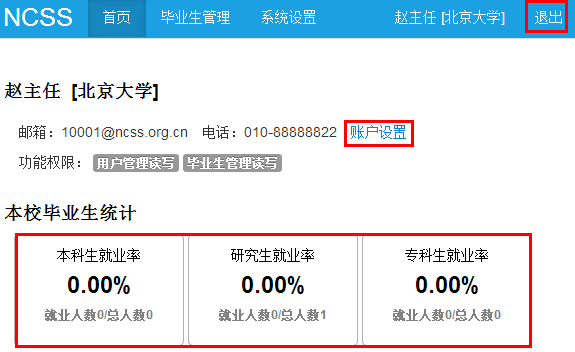 NCSS 首页 毕业生管理 系统设置 赵主任 [北京大学] 退出
赵主任 [北京大学]
邮箱：10001@ncss.org.cn 电话：010-88888822 账户设置
功能权限： 用户管理读写 毕业生管理读写
本校毕业生统计
本科生就业率 研究生就业率 专科生就业率
0.00% 0.00% 0.00%
就业人数0/总人数0 就业人数0/总人数1 就业人数0/总人数0